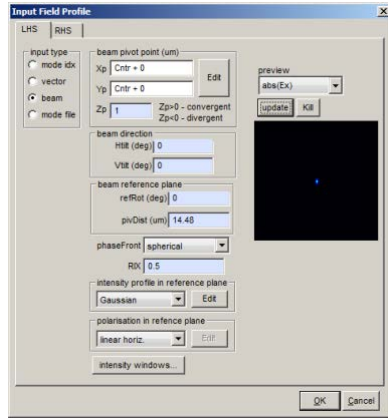 Input Field Profile
LHS RHS
input type
mode idx
vector
beam
mode file
beam pivot point (um)
Xp Cntr + 0
Yp Cntr + 0
Edit
Zp 1
Zp>0 - convergent
Zp<0 - divergent
beam direction
Htilt (deg) 0
Vtilt (deg) 0
beam reference plane
refRot (deg) 0
pivDist (um) 14.48
phaseFront spherical
RIX 0.5
intensity profile in reference plane
Gaussian Edit
polarisation in refence plane
linear horiz. Edit
intensity windows...
preview
abs(Ex)
update Kill
OK Cancel